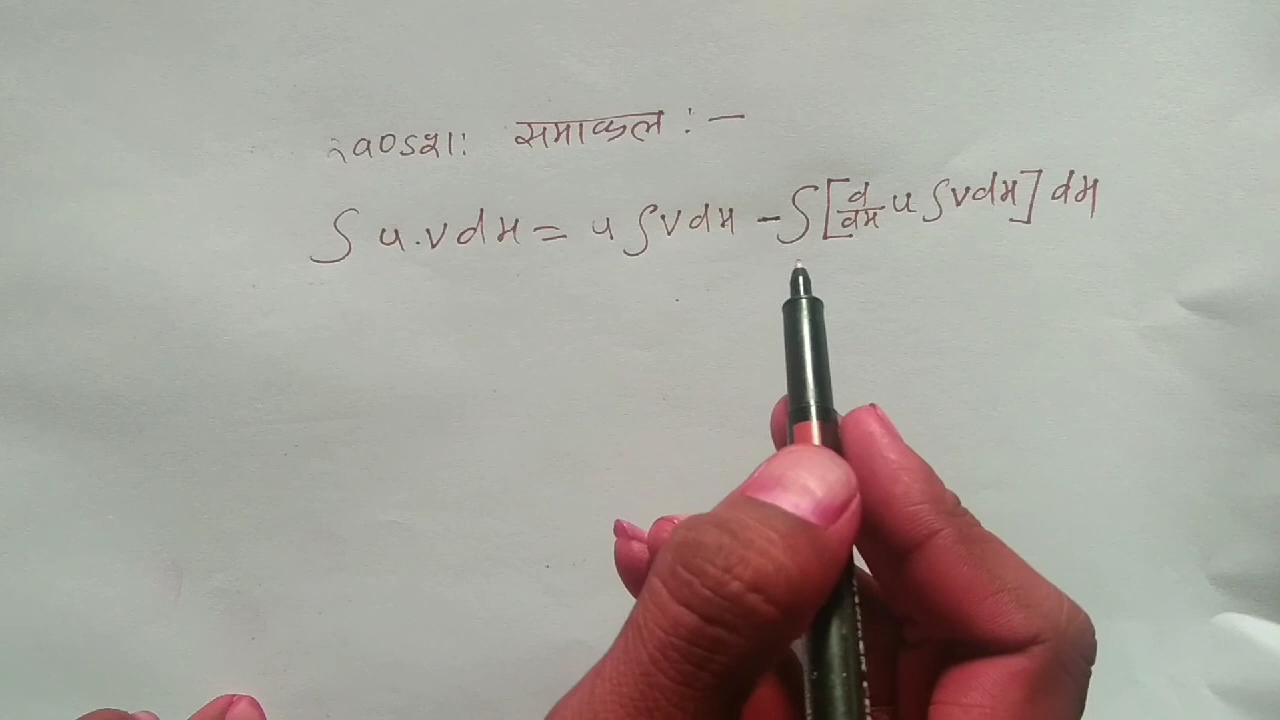 खण्डशः समाकल : -
∫ u.v dx = u ∫ v dx - ∫ [d/dx u ∫ v dx] dx